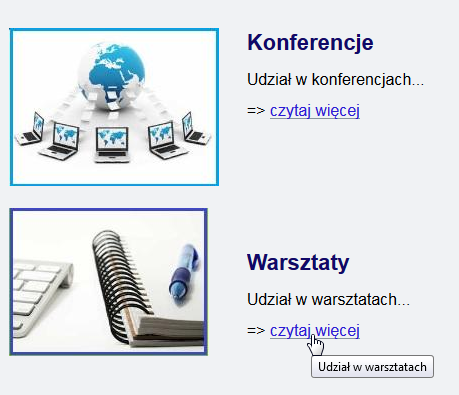 Konferencje
Udział w konferencjach...
=> czytaj więcej
Warsztaty
Udział w warsztatach...
=> czytaj więcej
Udział w warsztatach